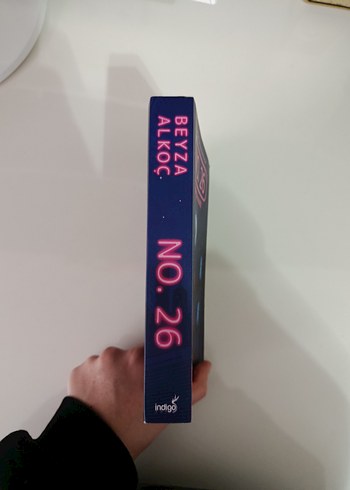 BEYZA
ALKOÇ
NO. 26
indigo